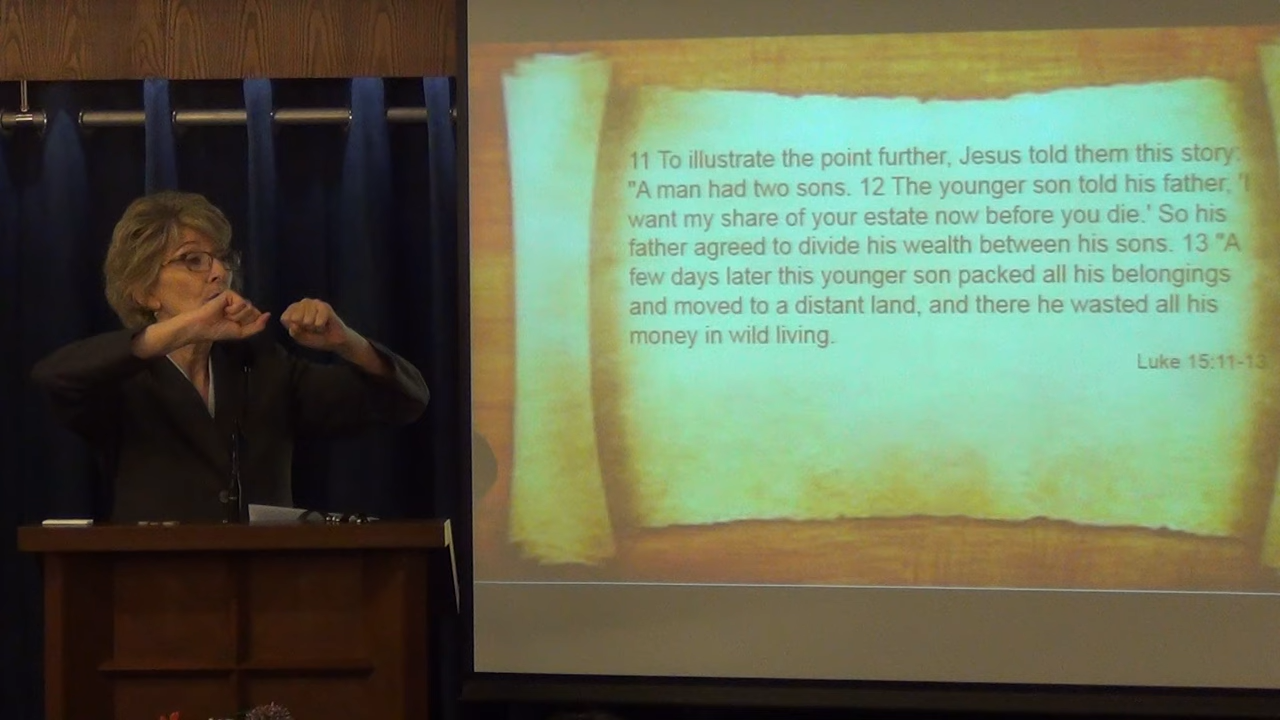 11 To illustrate the point further, Jesus told them this story:
"A man had two sons. 12 The younger son told his father, 'I
want my share of your estate now before you die.' So his
father agreed to divide his wealth between his sons. 13 "A
few days later this younger son packed all his belongings
and moved to a distant land, and there he wasted all his
money in wild living.
Luke 15:11-13